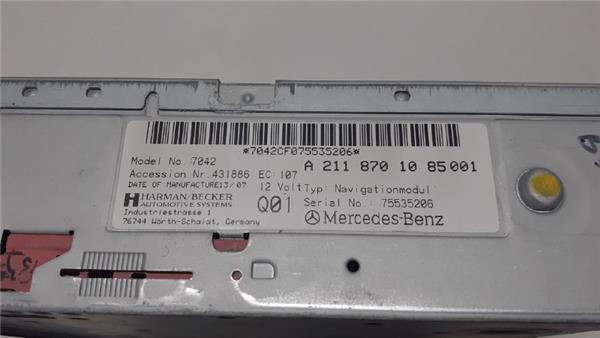 *7042CF075535206*
Model No.: 7042
A 211 870 10 85 001
Accession Nr. 431886 EC: 107
DATE OF MANUFACTURE 13/07 12 Volt Typ: Navigationmodul
HARMAN/BECKER
AUTOMOTIVE SYSTEMS
Q01 Serial No.: 75535206
Industriestrasse 1
76744 Wörth-Schaidt, Germany
Mercedes-Benz